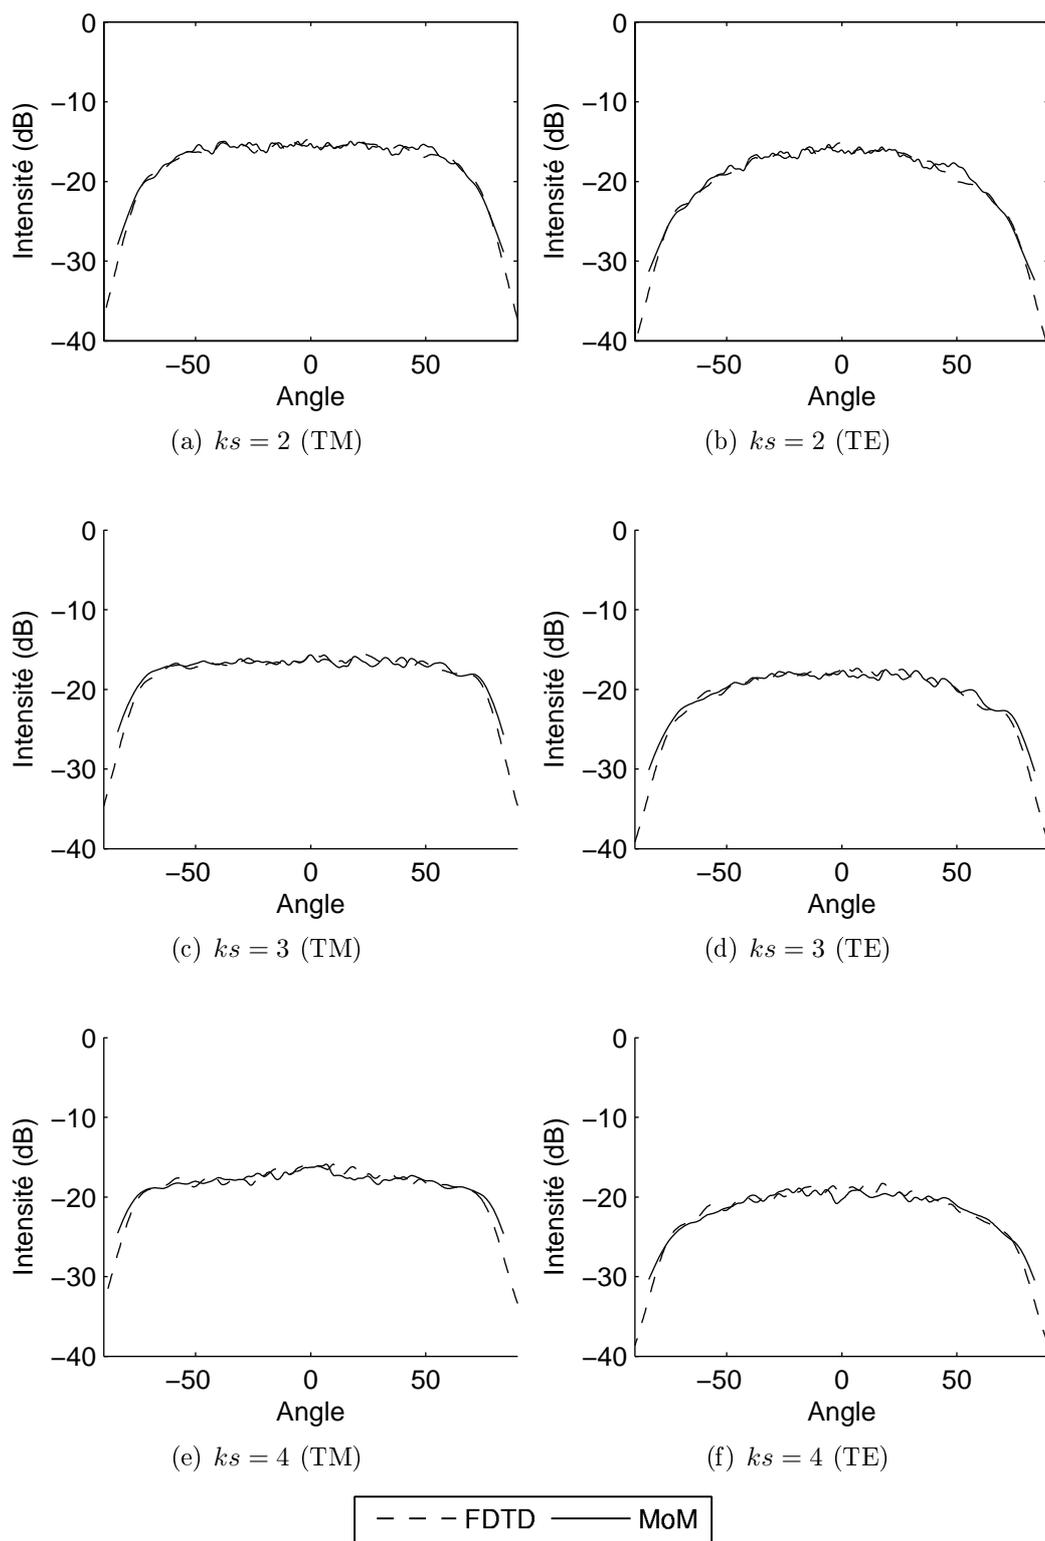 0
−10
−20
−30
−40
Intensité (dB)
−50 0 50
Angle
(a) ks = 2 (TM)
0
−10
−20
−30
−40
Intensité (dB)
−50 0 50
Angle
(b) ks = 2 (TE)
0
−10
−20
−30
−40
Intensité (dB)
−50 0 50
Angle
(c) ks = 3 (TM)
0
−10
−20
−30
−40
Intensité (dB)
−50 0 50
Angle
(d) ks = 3 (TE)
0
−10
−20
−30
−40
Intensité (dB)
−50 0 50
Angle
(e) ks = 4 (TM)
0
−10
−20
−30
−40
Intensité (dB)
−50 0 50
Angle
(f) ks = 4 (TE)
FDTD MoM